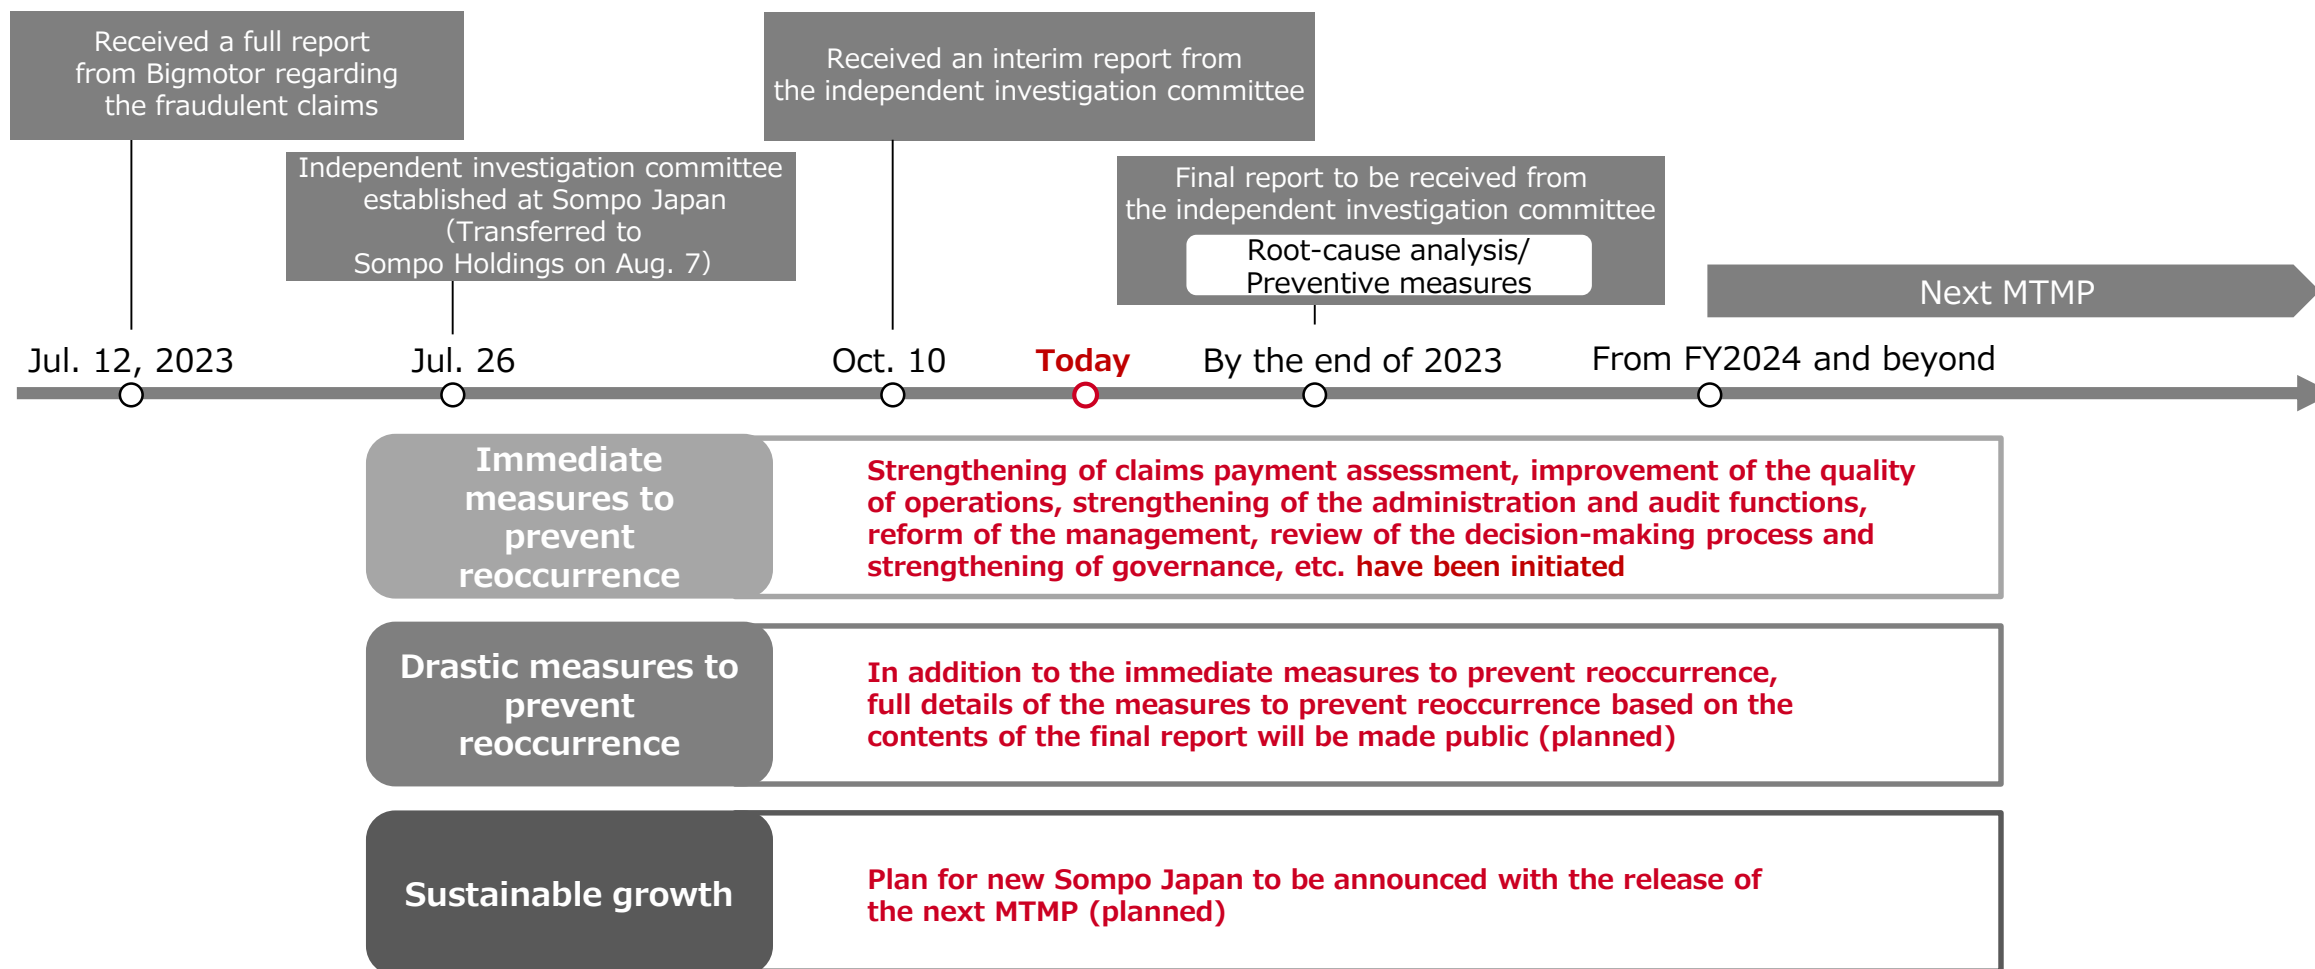 Received a full report
from Bigmotor regarding
the fraudulent claims
Independent investigation committee
established at Sompo Japan
（Transferred to
Sompo Holdings on Aug. 7）
Received an interim report from
the independent investigation committee
Final report to be received from
the independent investigation committee
Root-cause analysis/
Preventive measures
Next MTMP
Jul. 12, 2023
Jul. 26
Oct. 10
Today
By the end of 2023
From FY2024 and beyond
Immediate
measures to
prevent
reoccurrence
Strengthening of claims payment assessment, improvement of the quality
of operations, strengthening of the administration and audit functions,
reform of the management, review of the decision-making process and
strengthening of governance, etc. have been initiated
Drastic measures to
prevent
reoccurrence
In addition to the immediate measures to prevent reoccurrence,
full details of the measures to prevent reoccurrence based on the
contents of the final report will be made public (planned)
Sustainable growth
Plan for new Sompo Japan to be announced with the release of
the next MTMP (planned)